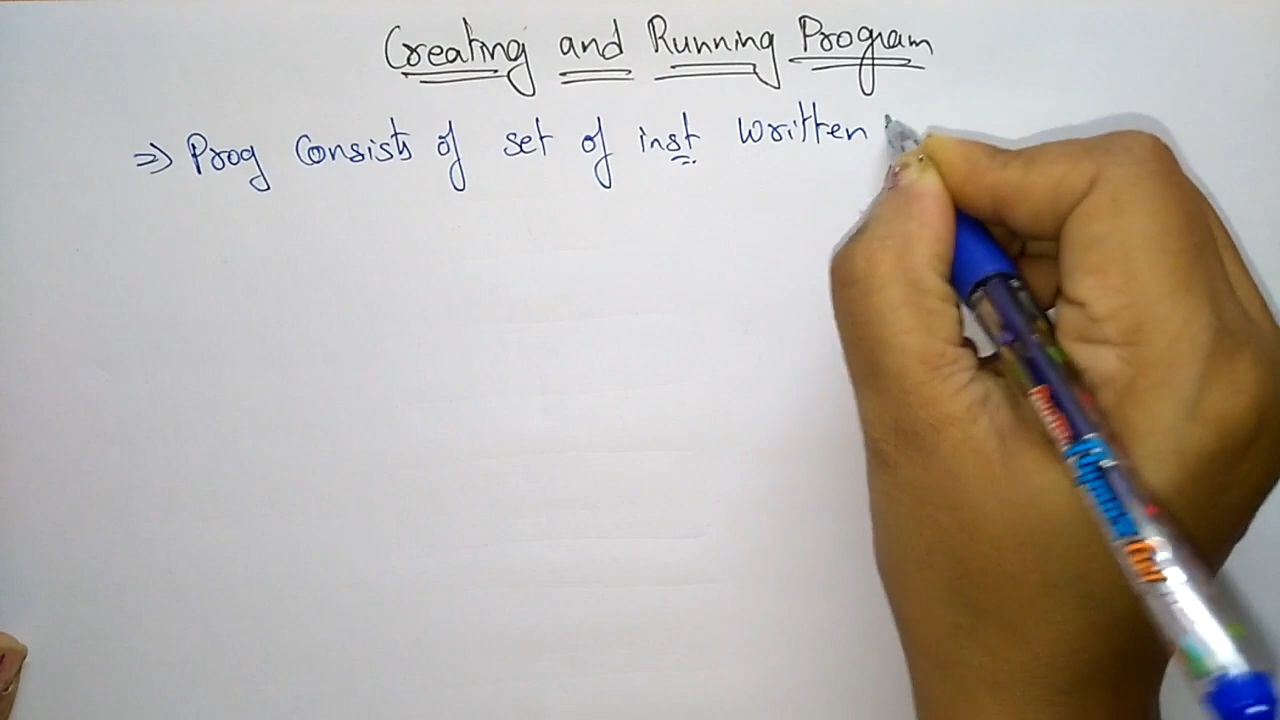 Creating and Running Program
⇒ Prog Consists of set of inst written